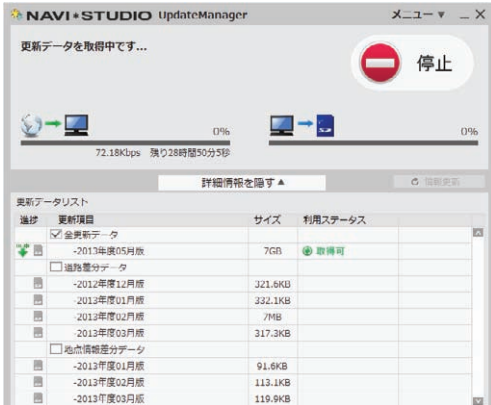 NAVI*STUDIO UpdateManager メニュー ▼ _ X
更新データを取得中です...
停止
0% 0%
72.18Kbps 残り28時間50分5秒
詳細情報を隠す▲ 情報更新
更新データリスト
進捗 更新項目 サイズ 利用ステータス
全更新データ
-2013年度05月版 7GB 取得可
道路差分データ
-2012年度12月版 321.6KB
-2013年度01月版 332.1KB
-2013年度02月版 7MB
-2013年度03月版 317.3KB
地点情報差分データ
-2013年度01月版 91.6KB
-2013年度02月版 113.1KB
-2013年度03月版 119.9KB